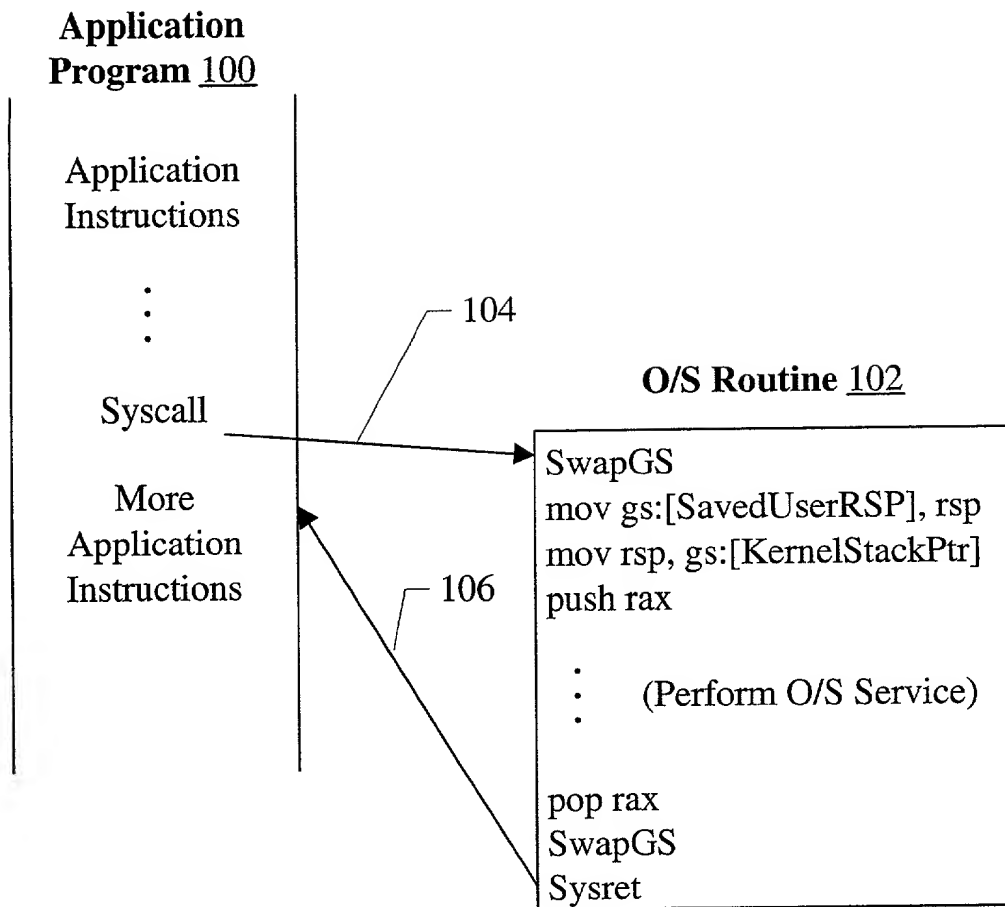 Application
Program 100
Application
Instructions
Syscall
More
Application
Instructions
104
106
O/S Routine 102
SwapGS
mov gs:[SavedUserRSP], rsp
mov rsp, gs:[KernelStackPtr]
push rax
(Perform O/S Service)
pop rax
SwapGS
Sysret